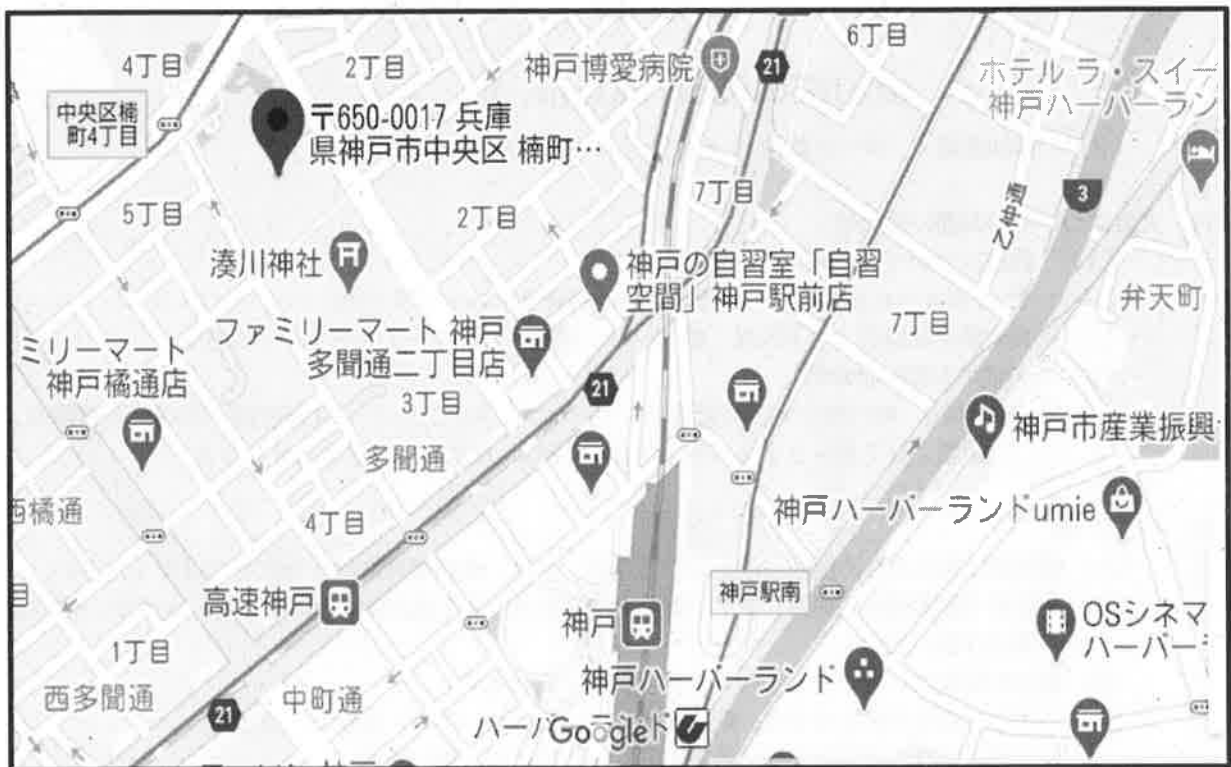 4丁目
2丁目
神戸博愛病院
21
6丁目
ホテル ラ・スイー
神戸ハーバーラン
中央区楠
町4丁目
〒650-0017 兵庫
県神戸市中央区 楠町…
3
5丁目
2丁目
7丁目
乙仲通
湊川神社
神戸の自習室「自習
空間」神戸駅前店
弁天町
7丁目
ファミリーマート 神戸
多聞通二丁目店
ミリーマート
神戸橘通店
21
3丁目
神戸市産業振興
多聞通
西橘通
4丁目
神戸ハーバーランドumie
高速神戸
神戸駅南
神戸
OSシネマ
ハーバー
1丁目
神戸ハーバーランド
西多聞通
21
中町通
Google